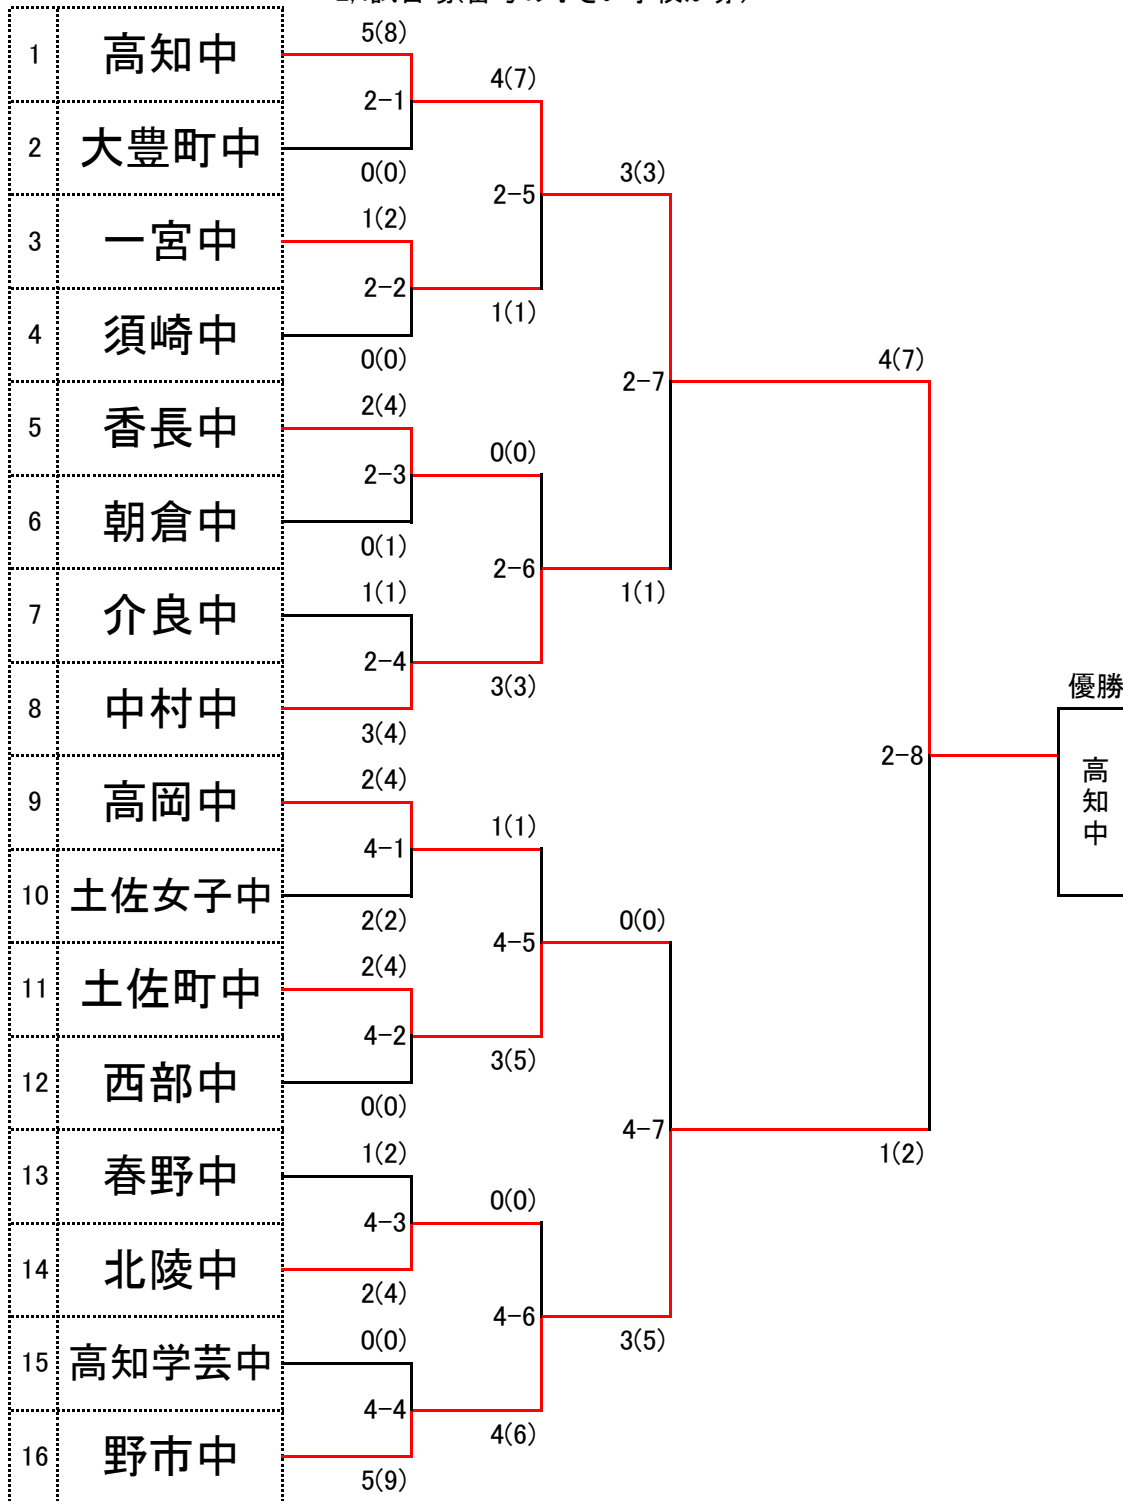 1 高知中
2 大豊町中
3 一宮中
4 須崎中
5 香長中
6 朝倉中
7 介良中
8 中村中
9 高岡中
10 土佐女子中
11 土佐町中
12 西部中
13 春野中
14 北陵中
15 高知学芸中
16 野市中
5(8)
2-1
0(0)
1(2)
2-2
0(0)
2(4)
2-3
0(1)
1(1)
2-4
3(4)
2(4)
4-1
2(2)
2(4)
4-2
0(0)
1(2)
4-3
2(4)
0(0)
4-4
5(9)
4(7)
2-5
1(1)
0(0)
2-6
3(3)
1(1)
4-5
3(5)
0(0)
4-6
4(6)
3(3)
2-7
1(1)
0(0)
4-7
3(5)
4(7)
2-8
1(2)
優勝
高知中